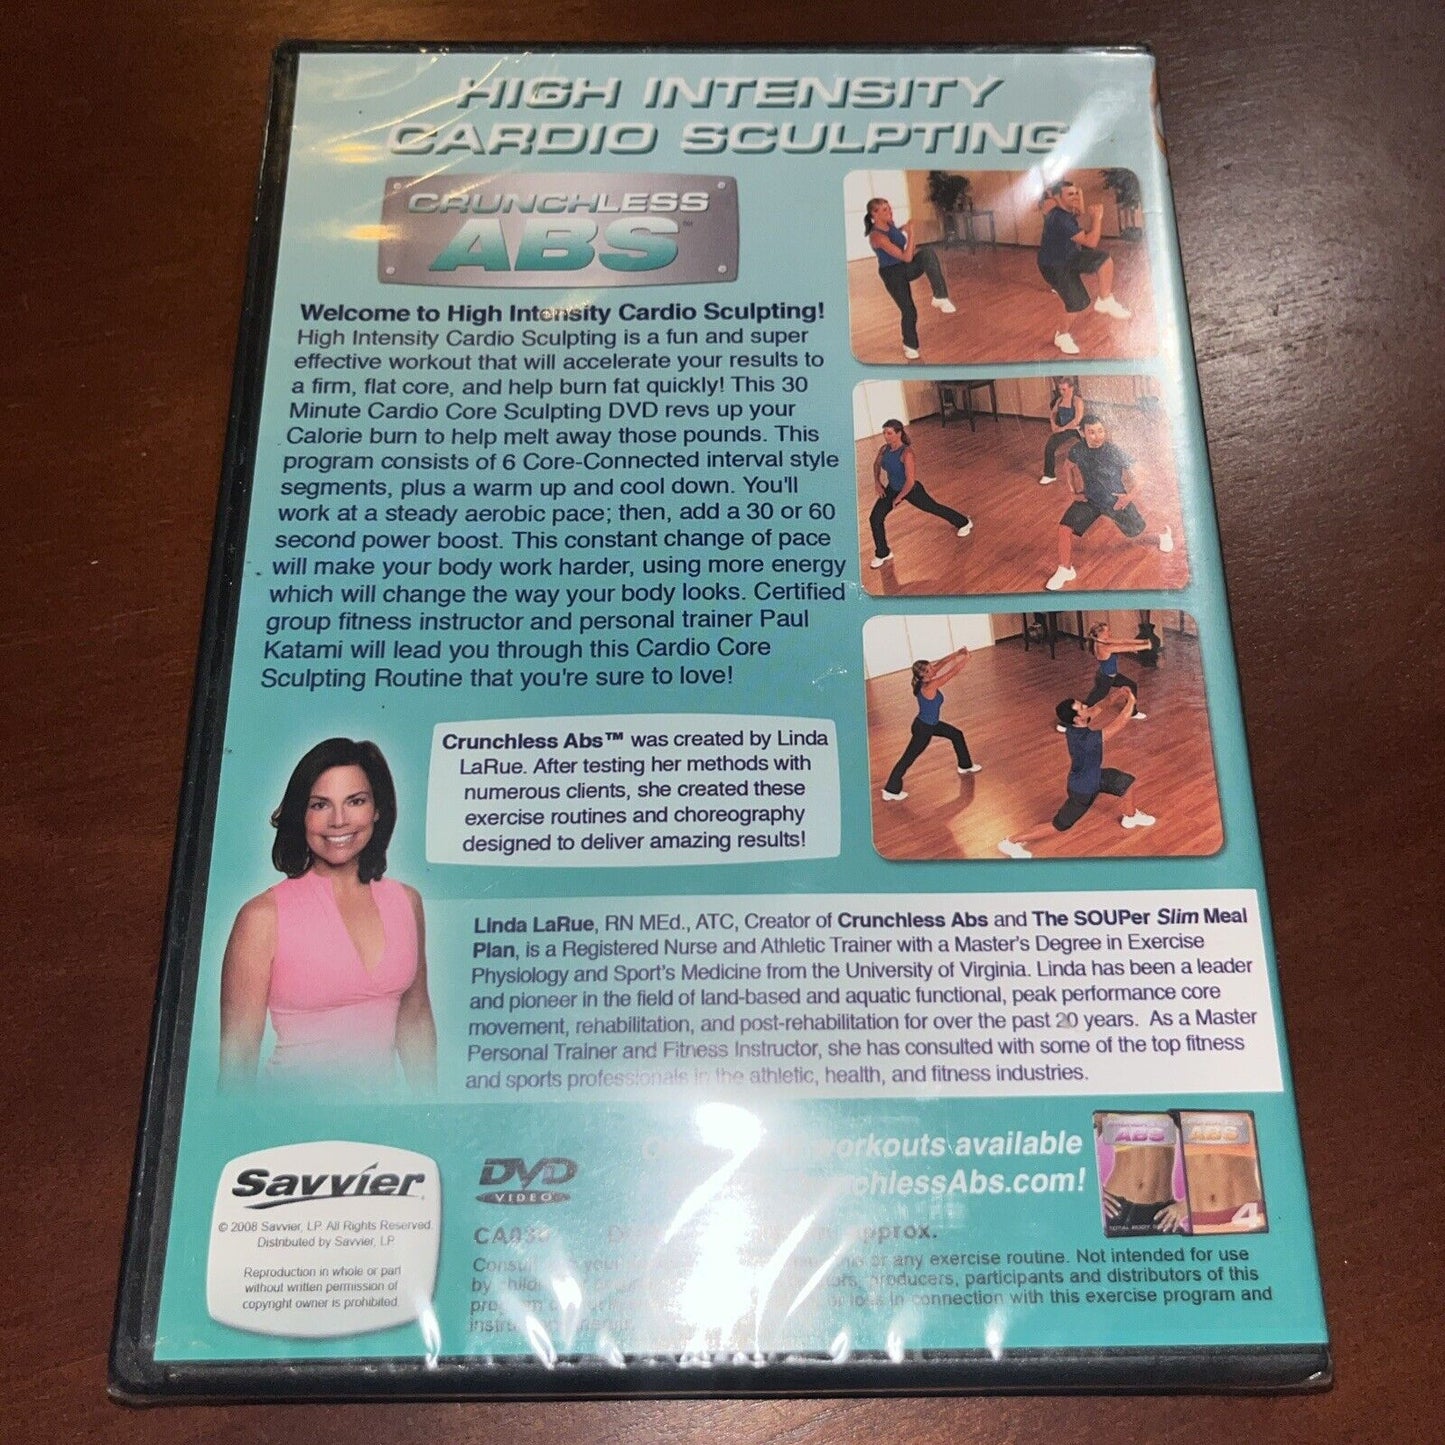 HIGH INTENSITY
CARDIO SCULPTING
CRUNCHLESS
ABS™
Welcome to High Intensity Cardio Sculpting!
High Intensity Cardio Sculpting is a fun and super
effective workout that will accelerate your results to
a firm, flat core, and help burn fat quickly! This 30
Minute Cardio Core Sculpting DVD revs up your
Calorie burn to help melt away those pounds. This
program consists of 6 Core-Connected interval style
segments, plus a warm up and cool down. You'll
work at a steady aerobic pace; then, add a 30 or 60
second power boost. This constant change of pace
will make your body work harder, using more energy
which will change the way your body looks. Certified
group fitness instructor and personal trainer Paul
Katami will lead you through this Cardio Core
Sculpting Routine that you're sure to love!
Crunchless Abs™ was created by Linda
LaRue. After testing her methods with
numerous clients, she created these
exercise routines and choreography
designed to deliver amazing results!
Linda LaRue, RN MEd., ATC, Creator of Crunchless Abs and The SOUPer Slim Meal
Plan, is a Registered Nurse and Athletic Trainer with a Master's Degree in Exercise
Physiology and Sport's Medicine from the University of Virginia. Linda has been a leader
and pioneer in the field of land-based and aquatic functional, peak performance core
movement, rehabilitation, and post-rehabilitation for over the past 20 years. As a Master
Personal Trainer and Fitness Instructor, she has consulted with some of the top fitness
and sports professionals in the athletic, health, and fitness industries.
workouts available
chlessAbs.com!
ABS
ABS
4
Savvier
© 2008 Savvier, LP. All Rights Reserved.
Distributed by Savvier, LP.
Reproduction in whole or part
without written permission of
copyright owner is prohibited.
DVD
VIDEO
approx.
or any exercise routine. Not intended for use
by producers, participants and distributors of this
in connection with this exercise program and